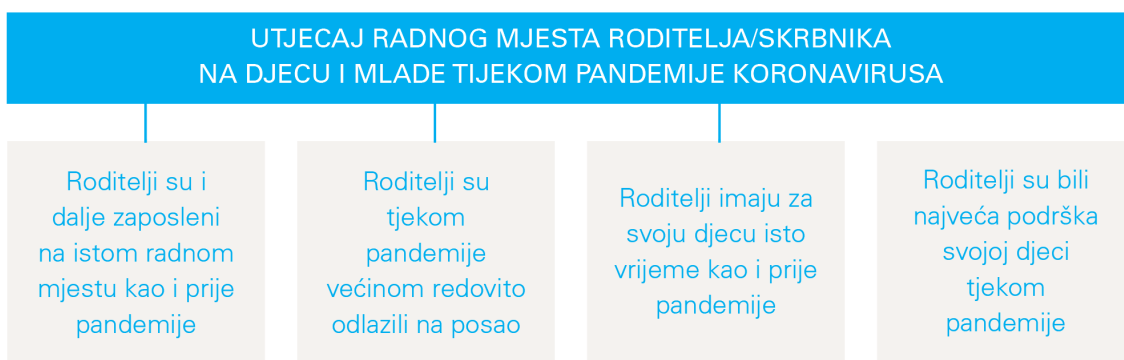 UTJECAJ RADNOG MJESTA RODITELJA/SKRBNIKA
NA DJECU I MLADE TIJEKOM PANDEMIJE KORONAVIRUSA
Roditelji su i
dalje zaposleni
na istom radnom
mjestu kao i prije
pandemije
Roditelji su
tjekom
pandemije
većinom redovito
odlazili na posao
Roditelji imaju za
svoju djecu isto
vrijeme kao i prije
pandemije
Roditelji su bili
najveća podrška
svojoj djeci
tjekom
pandemije